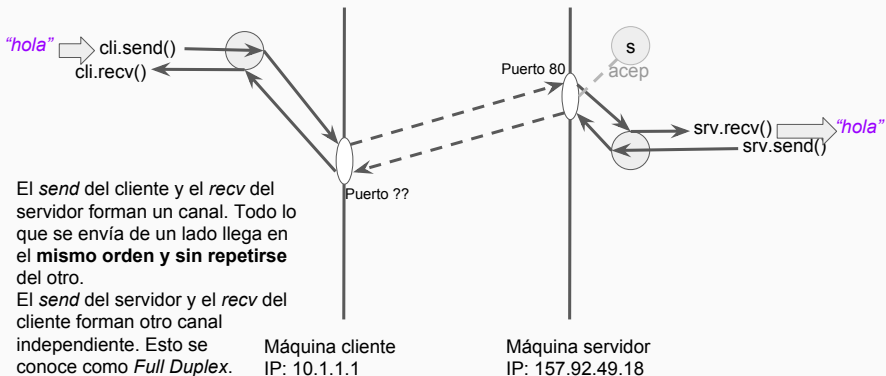 "hola"
cli.send()
cli.recv()
Puerto 80
s
acep
srv.recv()
"hola"
srv.send()
Puerto ??
El send del cliente y el recv del
servidor forman un canal. Todo lo
que se envía de un lado llega en
el mismo orden y sin repetirse
del otro.
El send del servidor y el recv del
cliente forman otro canal
independiente. Esto se
conoce como Full Duplex.
Máquina cliente
IP: 10.1.1.1
Máquina servidor
IP: 157.92.49.18